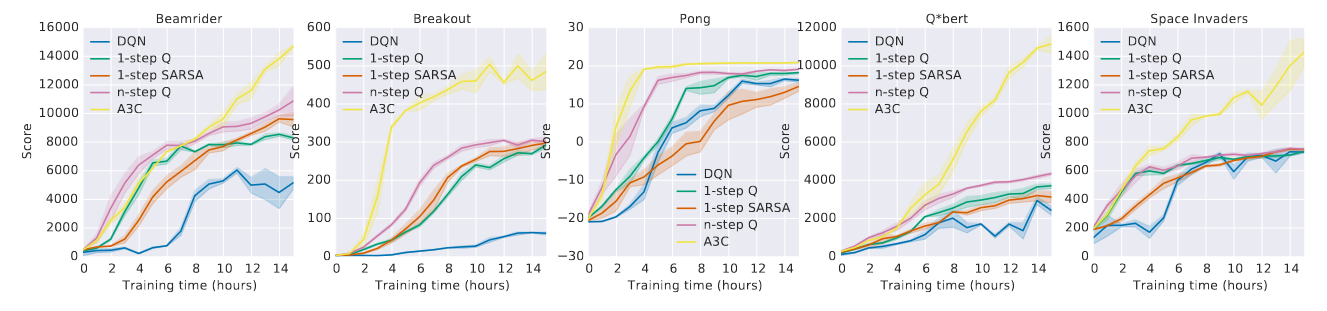 Beamrider
Score
16000
14000
12000
10000
8000
6000
4000
2000
0
DQN
1-step Q
1-step SARSA
n-step Q
A3C
0 2 4 6 8 10 12 14
Training time (hours)
Breakout
Score
600
500
400
300
200
100
0
DQN
1-step Q
1-step SARSA
n-step Q
A3C
0 2 4 6 8 10 12 14
Training time (hours)
Pong
Score
30
20
10
0
−10
−20
−30
DQN
1-step Q
1-step SARSA
n-step Q
A3C
0 2 4 6 8 10 12 14
Training time (hours)
Q*bert
Score
12000
10000
8000
6000
4000
2000
0
DQN
1-step Q
1-step SARSA
n-step Q
A3C
0 2 4 6 8 10 12 14
Training time (hours)
Space Invaders
Score
1600
1400
1200
1000
800
600
400
200
0
DQN
1-step Q
1-step SARSA
n-step Q
A3C
0 2 4 6 8 10 12 14
Training time (hours)